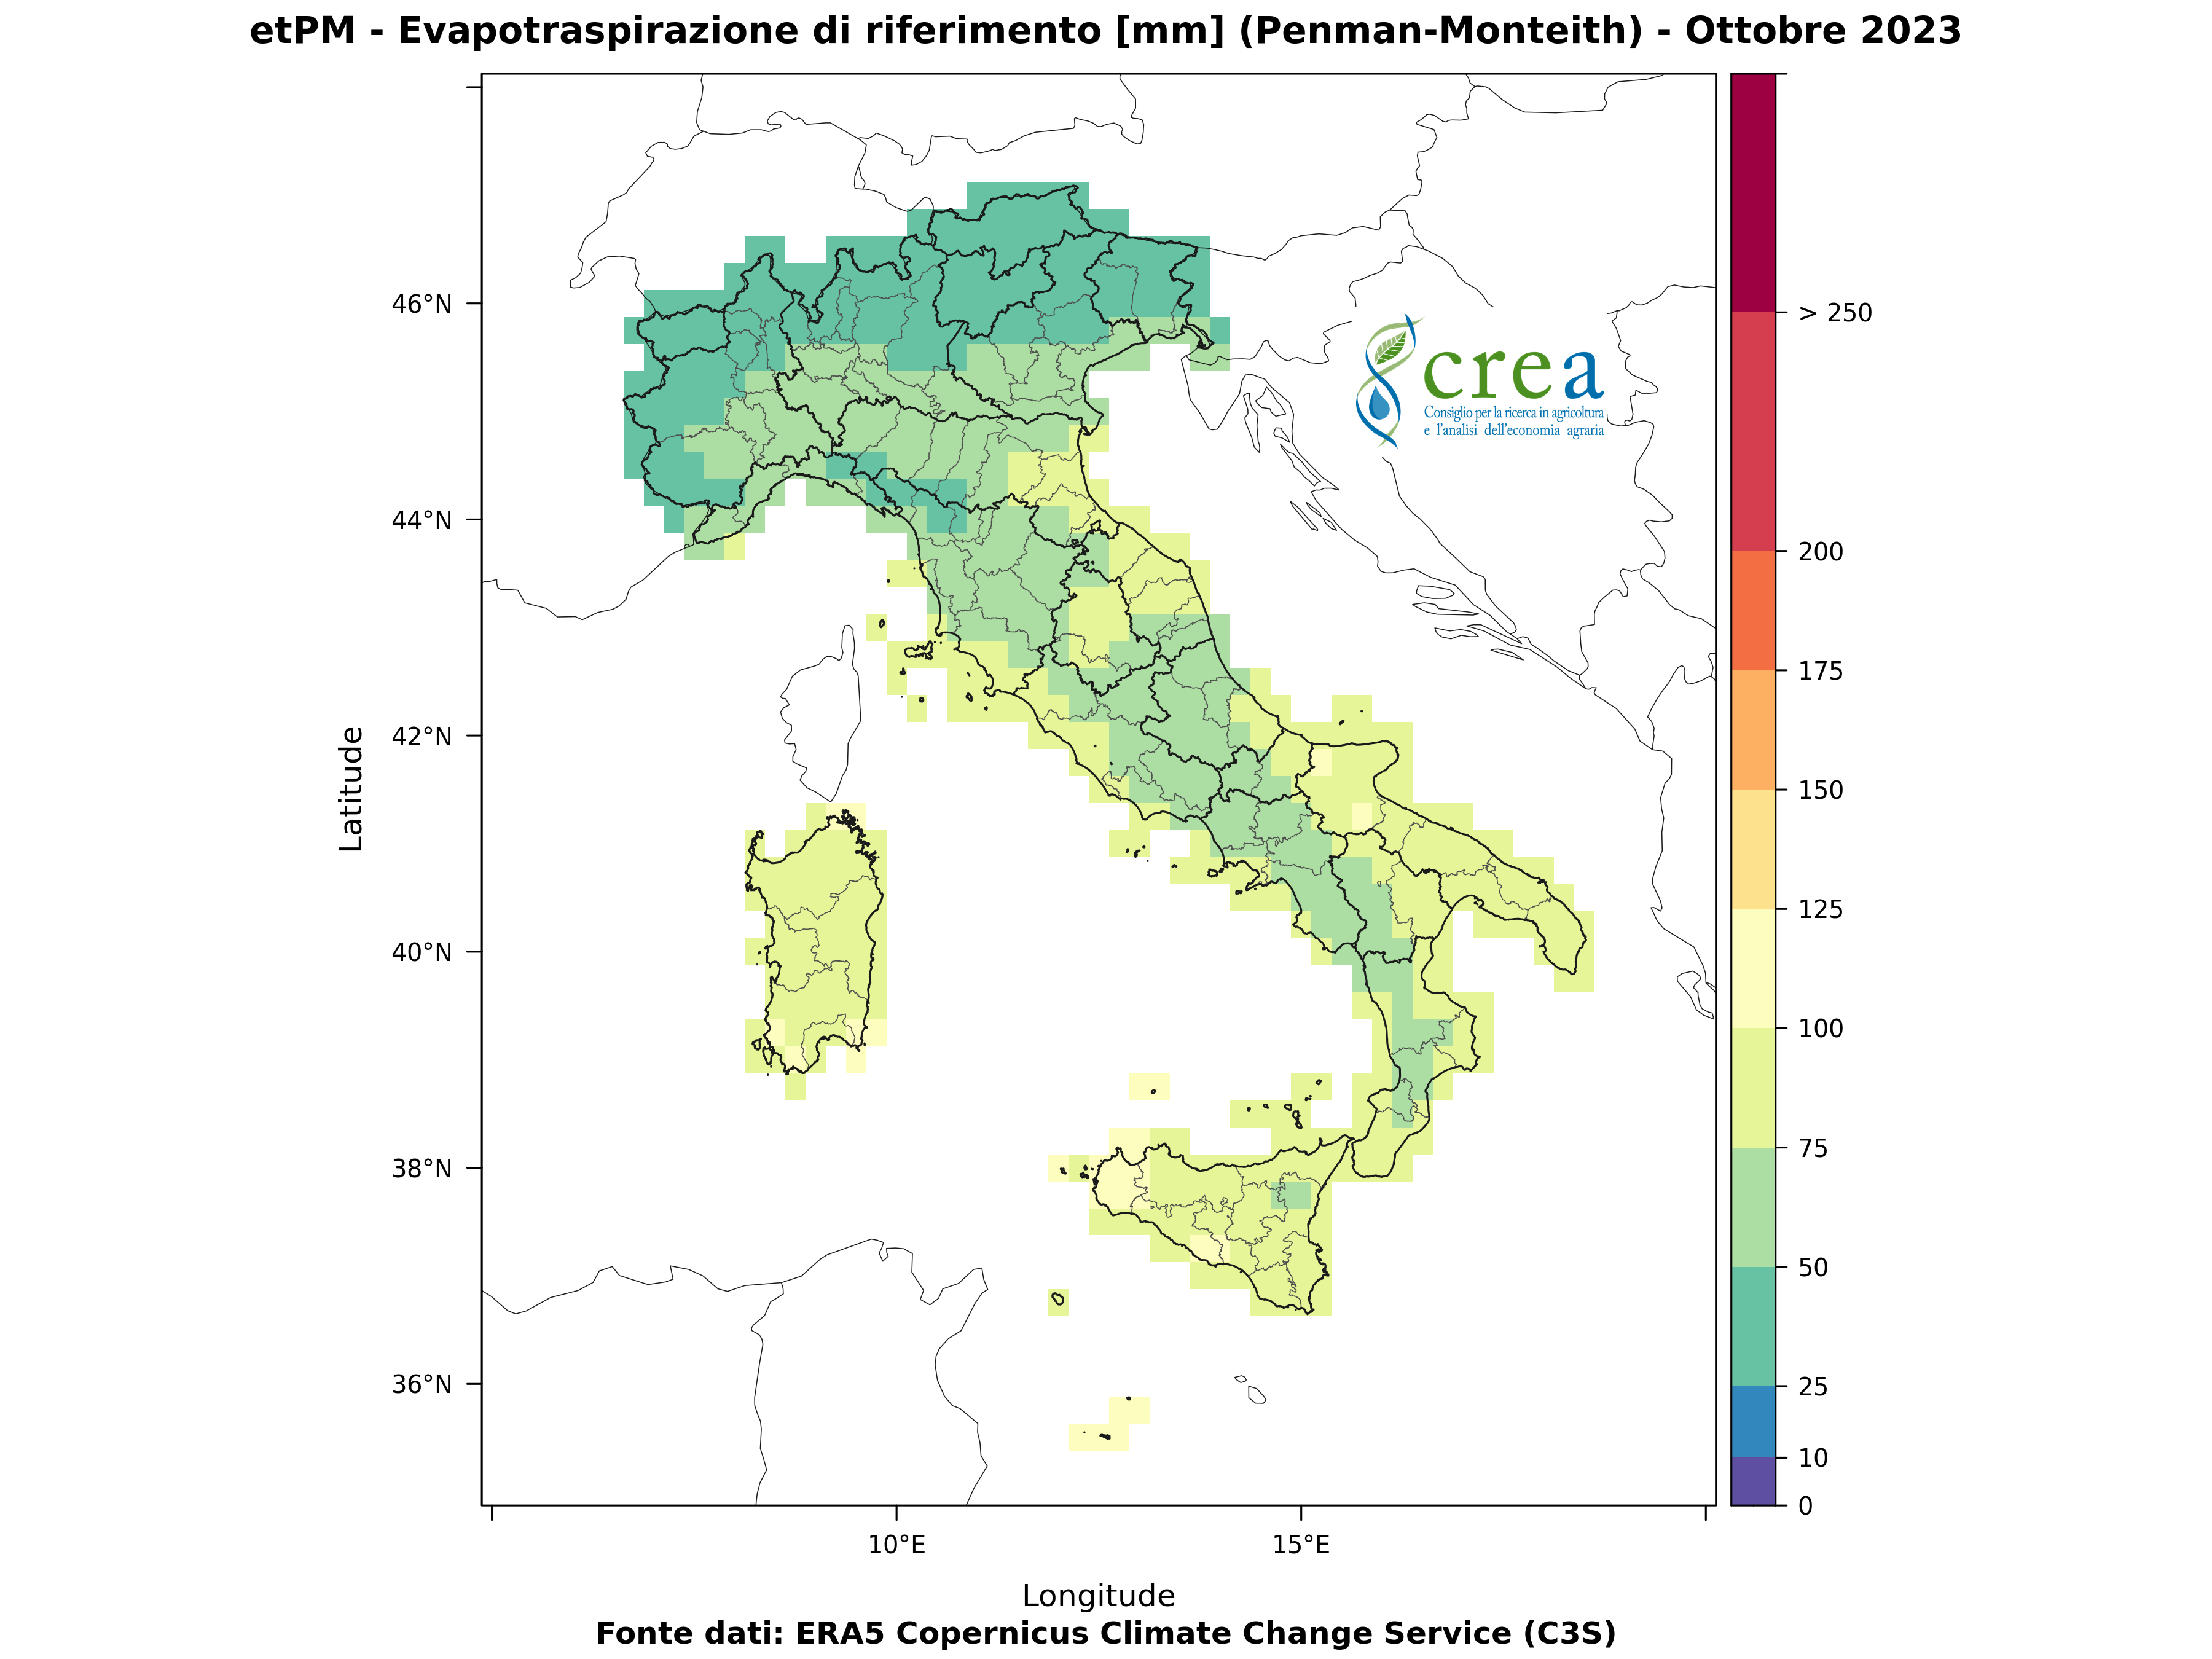 etPM - Evapotraspirazione di riferimento [mm] (Penman-Monteith) - Ottobre 2023
> 250
46°N
crea
Consiglio per la ricerca in agricoltura
e l'analisi dell'economia agraria
200
44°N
175
42°N
150
Latitude
125
40°N
100
38°N
75
50
36°N
25
10
0
10°E
15°E
Longitude
Fonte dati: ERA5 Copernicus Climate Change Service (C3S)